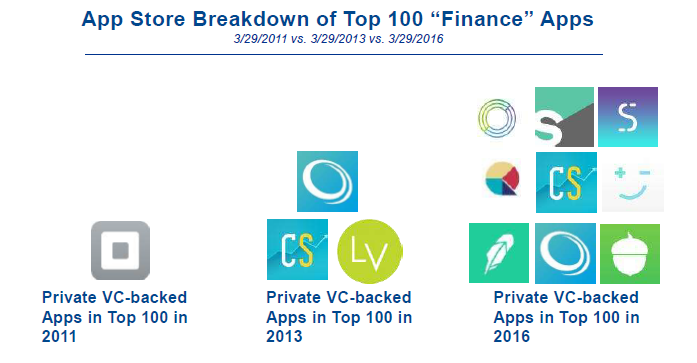 App Store Breakdown of Top 100 “Finance” Apps
3/29/2011 vs. 3/29/2013 vs. 3/29/2016
S
S
CS
CS
LV
Private VC-backed
Apps in Top 100 in
2011
Private VC-backed
Apps in Top 100 in
2013
Private VC-backed
Apps in Top 100 in
2016